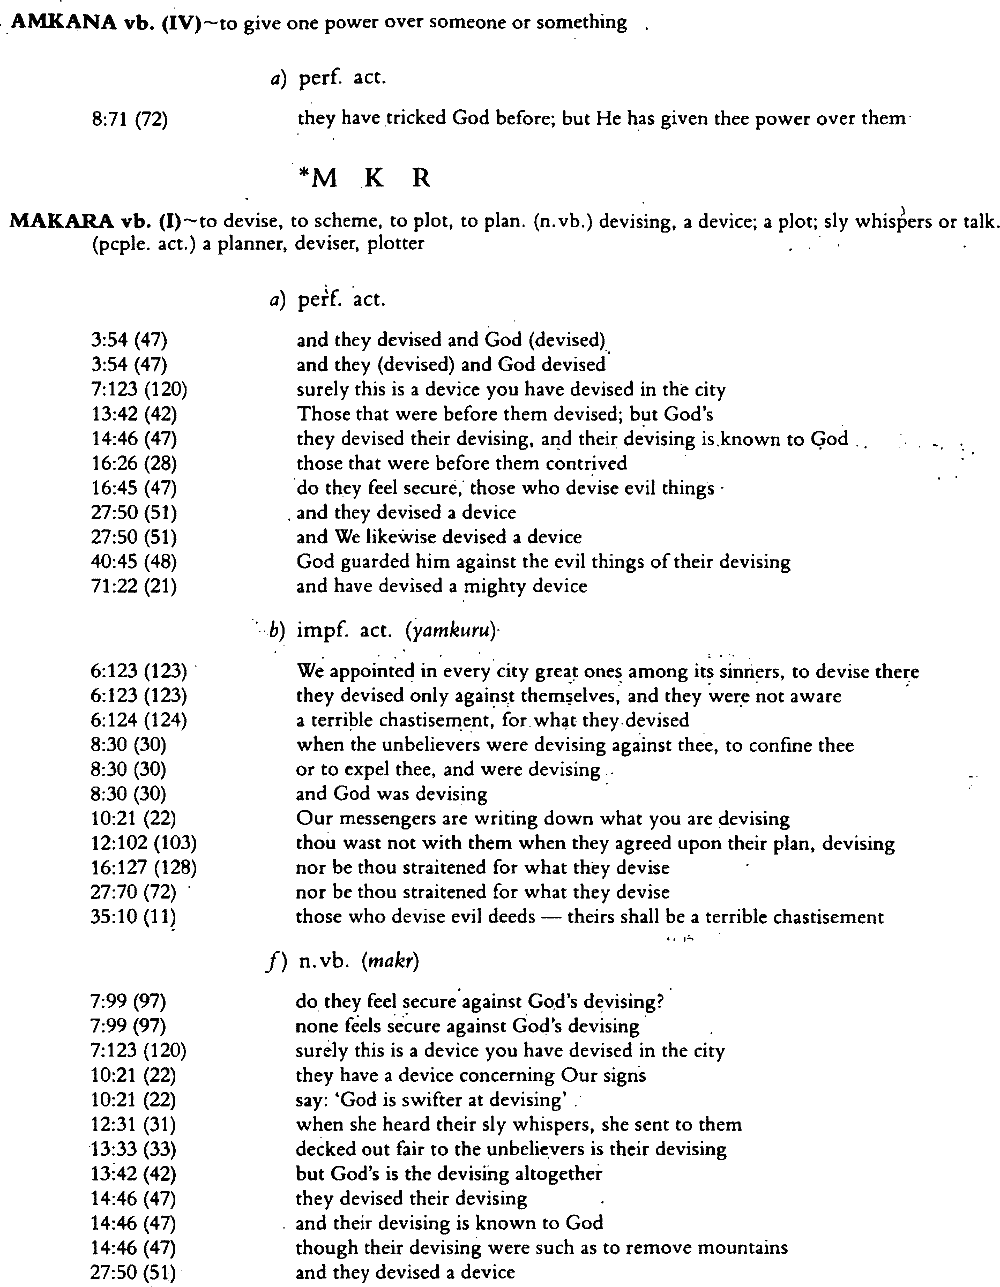 AMKANA vb. (IV)~to give one power over someone or something
a) perf. act.
8:71 (72) they have tricked God before; but He has given thee power over them
*M K R
MAKARA vb. (I)~to devise, to scheme, to plot, to plan. (n.vb.) devising, a device; a plot; sly whispers or talk.
(pcple. act.) a planner, deviser, plotter
a) perf. act.
3:54 (47) and they devised and God (devised)
3:54 (47) and they (devised) and God devised
7:123 (120) surely this is a device you have devised in the city
13:42 (42) Those that were before them devised; but God's
14:46 (47) they devised their devising, and their devising is known to God
16:26 (28) those that were before them contrived
16:45 (47) do they feel secure, those who devise evil things
27:50 (51) and they devised a device
27:50 (51) and We likewise devised a device
40:45 (48) God guarded him against the evil things of their devising
71:22 (21) and have devised a mighty device
b) impf. act. (yamkuru)
6:123 (123) We appointed in every city great ones among its sinners, to devise there
6:123 (123) they devised only against themselves, and they were not aware
6:124 (124) a terrible chastisement, for what they devised
8:30 (30) when the unbelievers were devising against thee, to confine thee
8:30 (30) or to expel thee, and were devising
8:30 (30) and God was devising
10:21 (22) Our messengers are writing down what you are devising
12:102 (103) thou wast not with them when they agreed upon their plan, devising
16:127 (128) nor be thou straitened for what they devise
27:70 (72) nor be thou straitened for what they devise
35:10 (11) those who devise evil deeds — theirs shall be a terrible chastisement
f) n.vb. (makr)
7:99 (97) do they feel secure against God's devising?
7:99 (97) none feels secure against God's devising
7:123 (120) surely this is a device you have devised in the city
10:21 (22) they have a device concerning Our signs
10:21 (22) say: 'God is swifter at devising'
12:31 (31) when she heard their sly whispers, she sent to them
13:33 (33) decked out fair to the unbelievers is their devising
13:42 (42) but God's is the devising altogether
14:46 (47) they devised their devising
14:46 (47) and their devising is known to God
14:46 (47) though their devising were such as to remove mountains
27:50 (51) and they devised a device